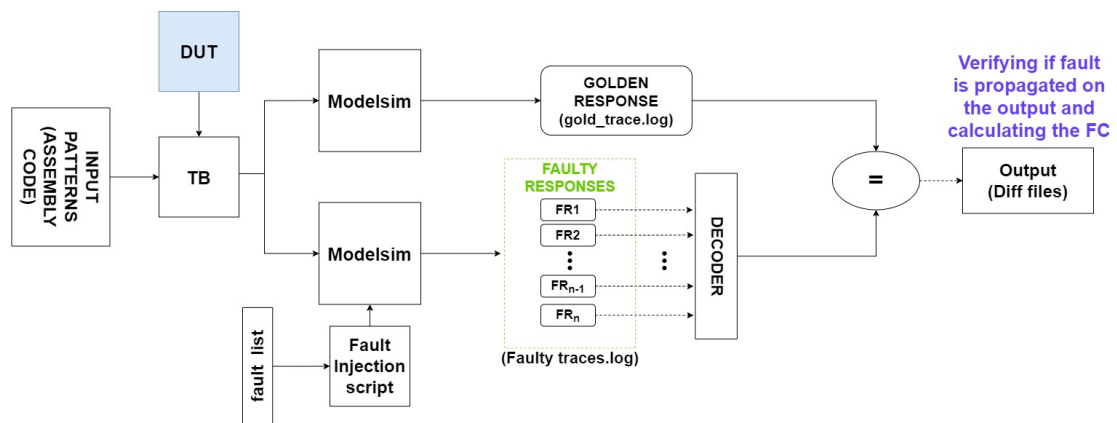 DUT
INPUT
PATTERNS
(ASSEMBLY
CODE)
TB
Modelsim
GOLDEN
RESPONSE
(gold_trace.log)
Verifying if fault
is propagated on
the output and
calculating the FC
=
Output
(Diff files)
Modelsim
FAULTY
RESPONSES
FR1
FR2
FRn-1
FRn
(Faulty traces.log)
DECODER
fault list
Fault
Injection
script